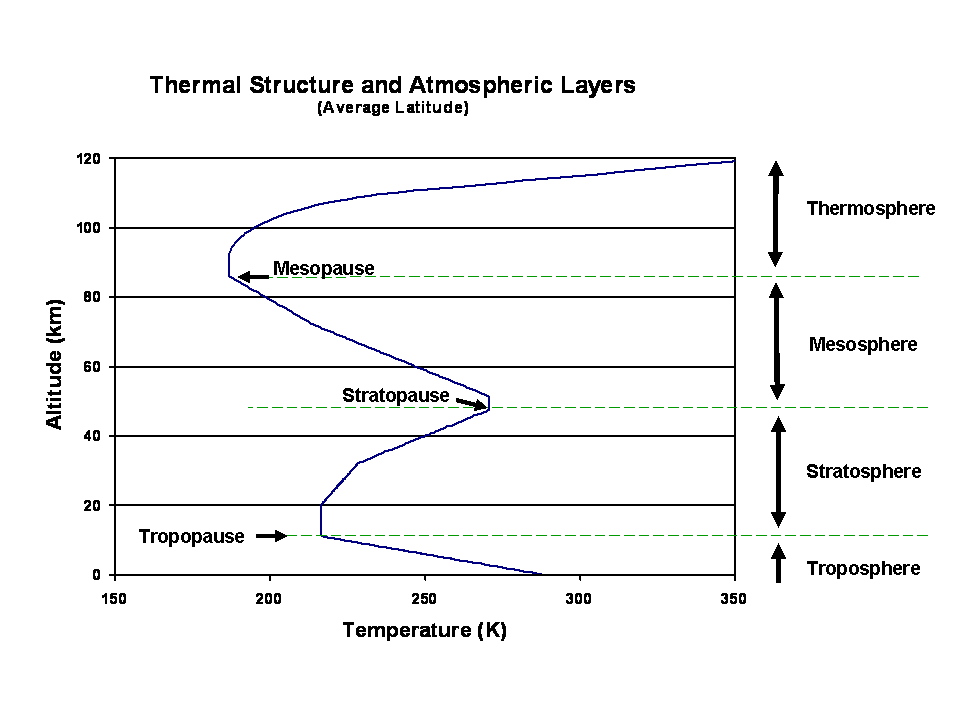 Thermal Structure and Atmospheric Layers
(Average Latitude)
120
100
80
60
40
20
0
Altitude (km)
150
200
250
300
350
Temperature (K)
Mesopause
Stratopause
Tropopause
Thermosphere
Mesosphere
Stratosphere
Troposphere